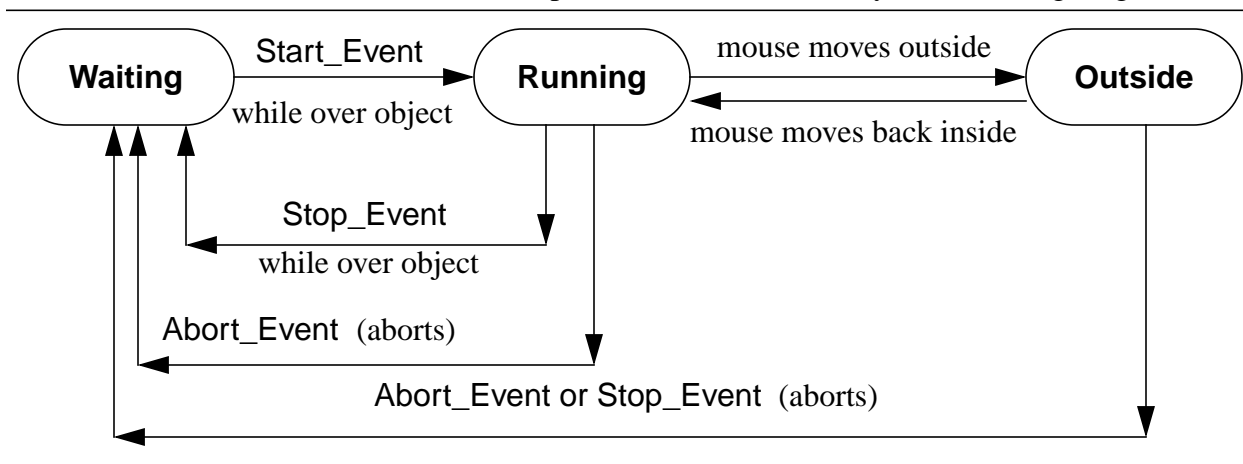 Waiting
Start_Event
while over object
Running
mouse moves outside
mouse moves back inside
Outside
Stop_Event
while over object
Abort_Event (aborts)
Abort_Event or Stop_Event (aborts)